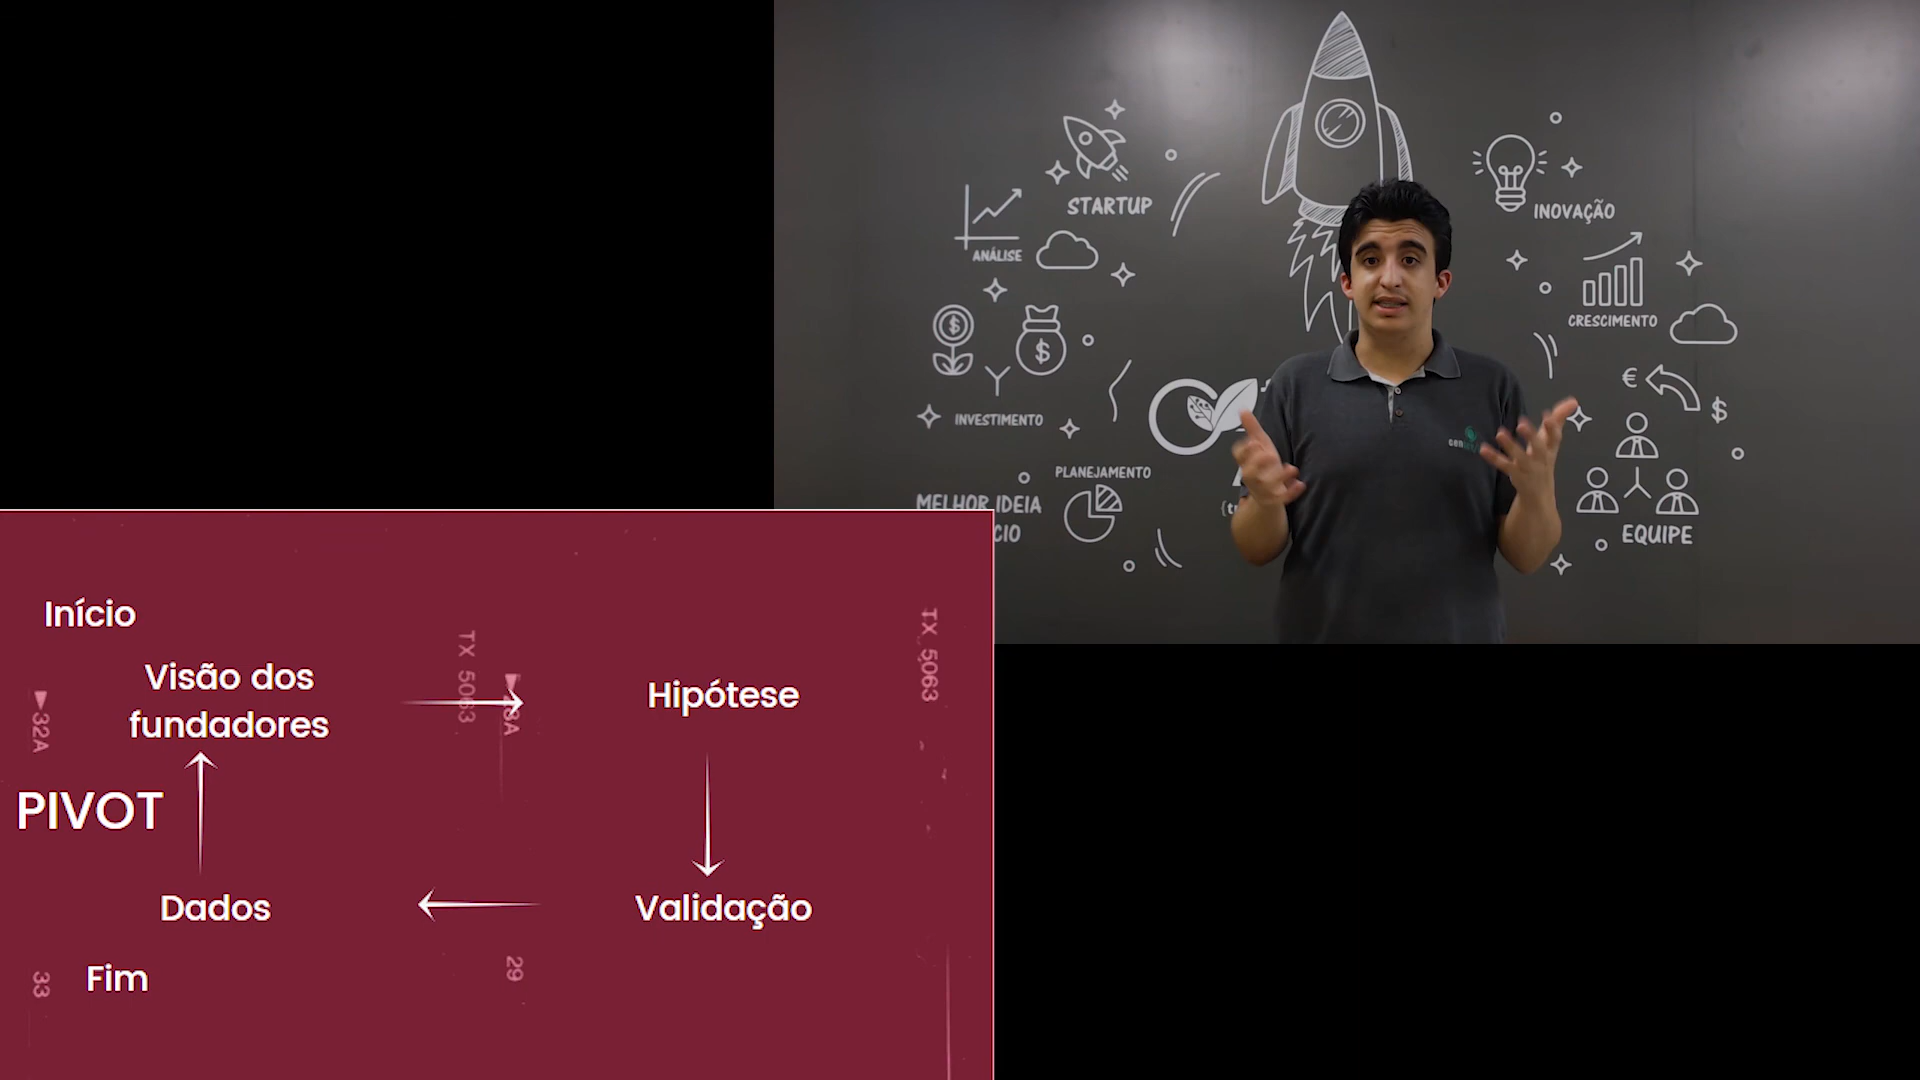 STARTUP
ANÁLISE
INOVAÇÃO
CRESCIMENTO
INVESTIMENTO
PLANEJAMENTO
MELHOR IDEIA
€
$
EQUIPE
Início
Visão dos
fundadores
Hipótese
PIVOT
Dados
Validação
Fim
TX 5063
TX 5063
32A
33
29